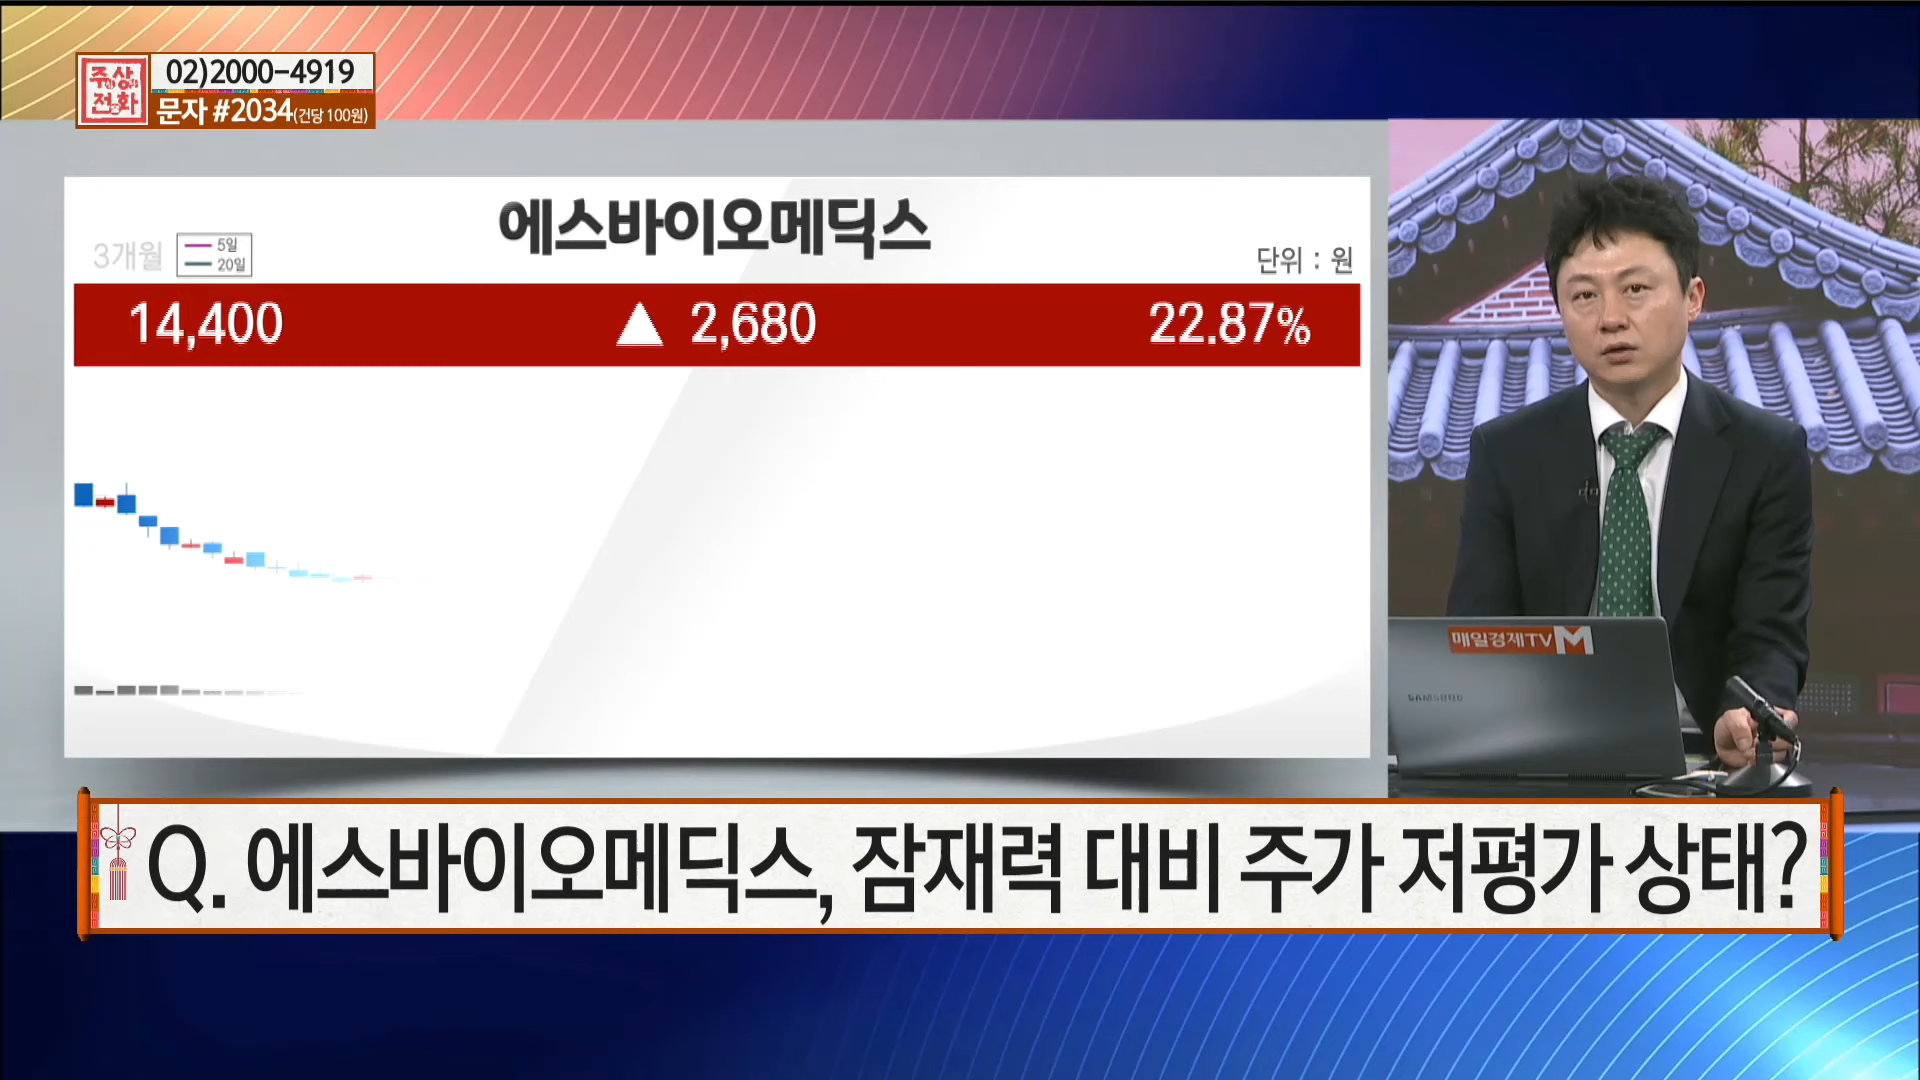 주상전화
02)2000-4919
문자 #2034(건당 100원)
에스바이오메딕스
3개월
5일
20일
단위 : 원
14,400 ▲ 2,680 22.87%
매일경제TV M
SAMSUNG
Q. 에스바이오메딕스, 잠재력 대비 주가 저평가 상태?